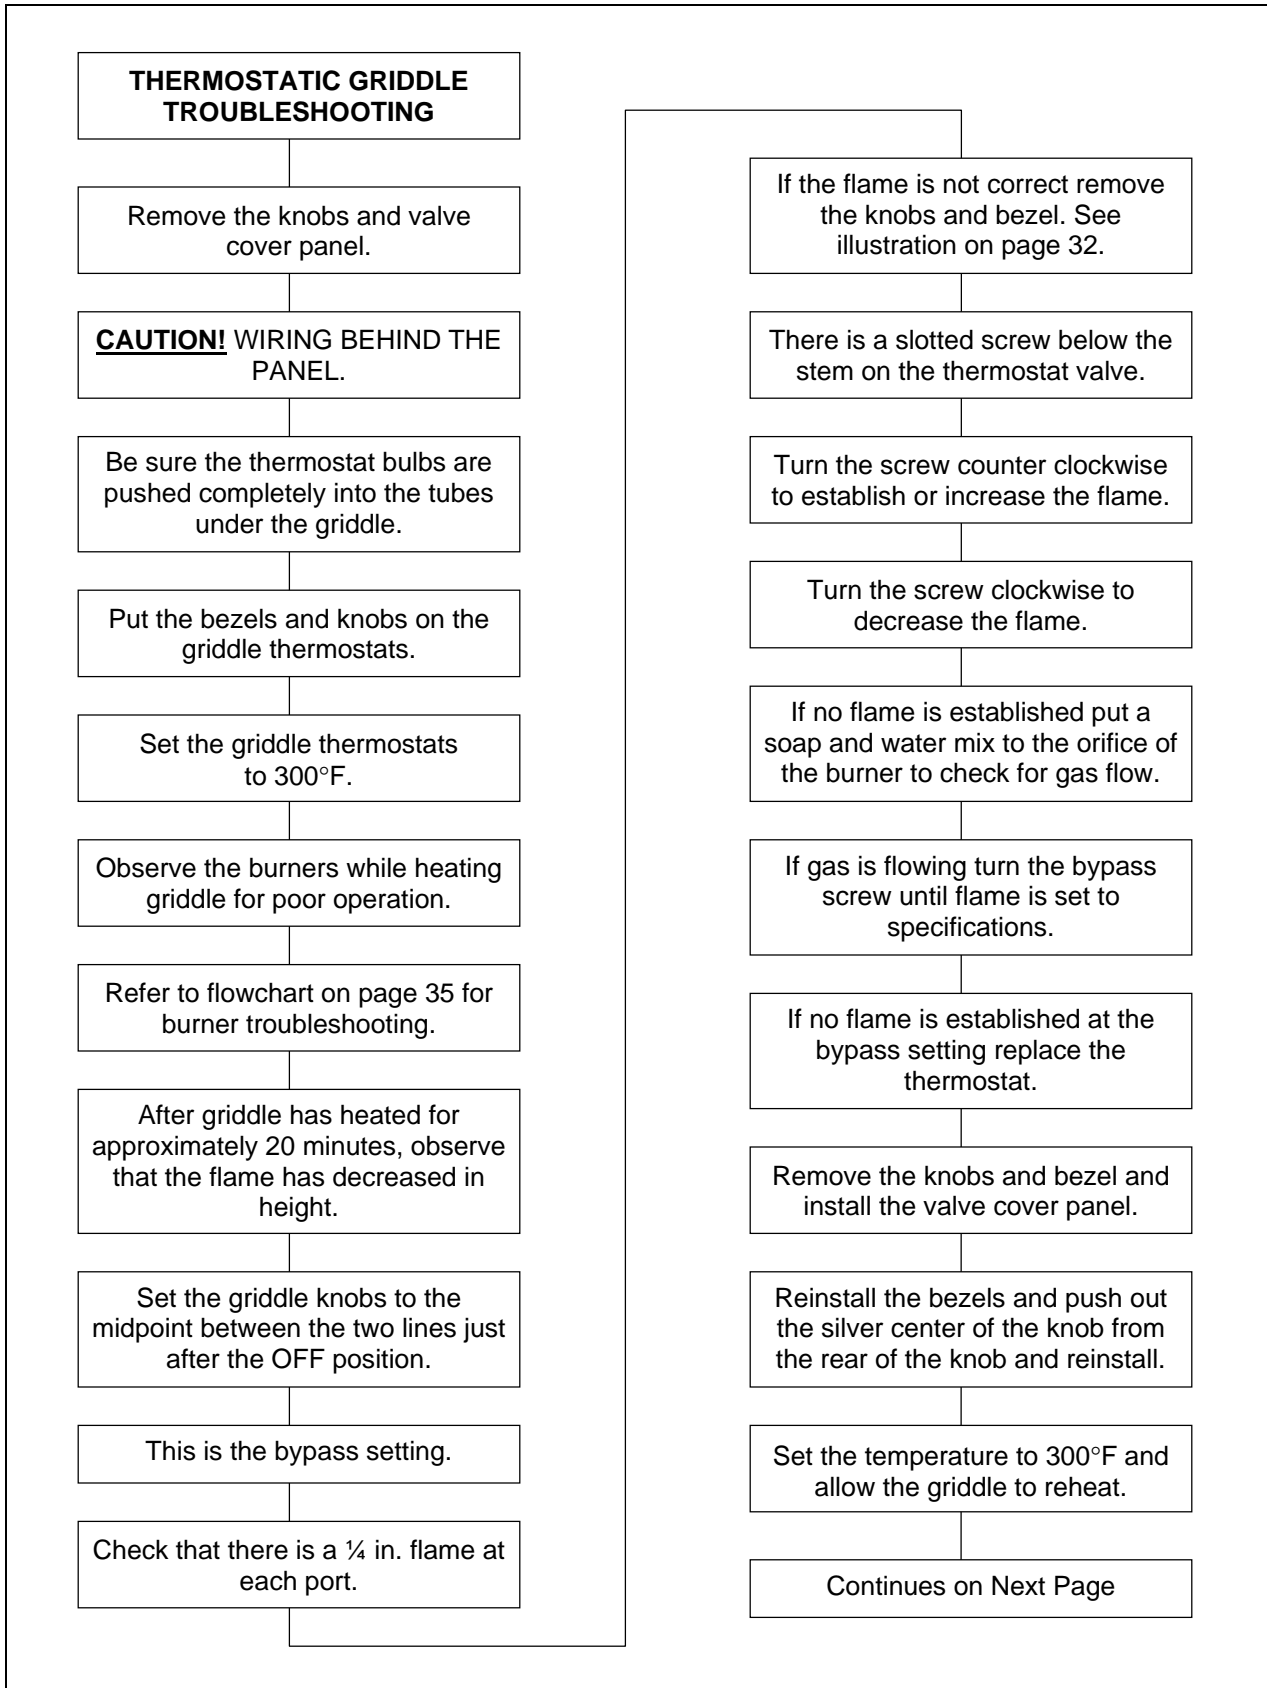 THERMOSTATIC GRIDDLE
TROUBLESHOOTING
Remove the knobs and valve
cover panel.
CAUTION! WIRING BEHIND THE
PANEL.
Be sure the thermostat bulbs are
pushed completely into the tubes
under the griddle.
Put the bezels and knobs on the
griddle thermostats.
Set the griddle thermostats
to 300°F.
Observe the burners while heating
griddle for poor operation.
Refer to flowchart on page 35 for
burner troubleshooting.
After griddle has heated for
approximately 20 minutes, observe
that the flame has decreased in
height.
Set the griddle knobs to the
midpoint between the two lines just
after the OFF position.
This is the bypass setting.
Check that there is a ¼ in. flame at
each port.
If the flame is not correct remove
the knobs and bezel. See
illustration on page 32.
There is a slotted screw below the
stem on the thermostat valve.
Turn the screw counter clockwise
to establish or increase the flame.
Turn the screw clockwise to
decrease the flame.
If no flame is established put a
soap and water mix to the orifice of
the burner to check for gas flow.
If gas is flowing turn the bypass
screw until flame is set to
specifications.
If no flame is established at the
bypass setting replace the
thermostat.
Remove the knobs and bezel and
install the valve cover panel.
Reinstall the bezels and push out
the silver center of the knob from
the rear of the knob and reinstall.
Set the temperature to 300°F and
allow the griddle to reheat.
Continues on Next Page